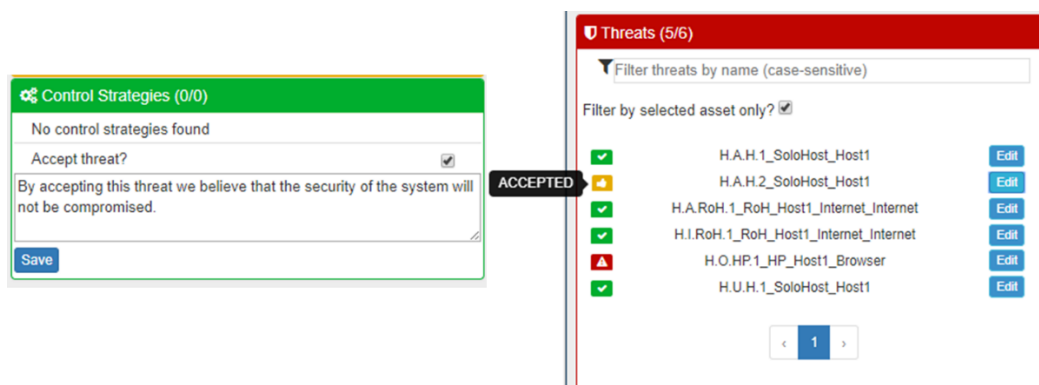 Control Strategies (0/0)
No control strategies found
Accept threat?
By accepting this threat we believe that the security of the system will
not be compromised.
Save
Threats (5/6)
Filter threats by name (case-sensitive)
Filter by selected asset only?
H.A.H.1_SoloHost_Host1 Edit
ACCEPTED H.A.H.2_SoloHost_Host1 Edit
H.A.RoH.1_RoH_Host1_Internet_Internet Edit
H.I.RoH.1_RoH_Host1_Internet_Internet Edit
H.O.HP.1_HP_Host1_Browser Edit
H.U.H.1_SoloHost_Host1 Edit
‹ 1 ›